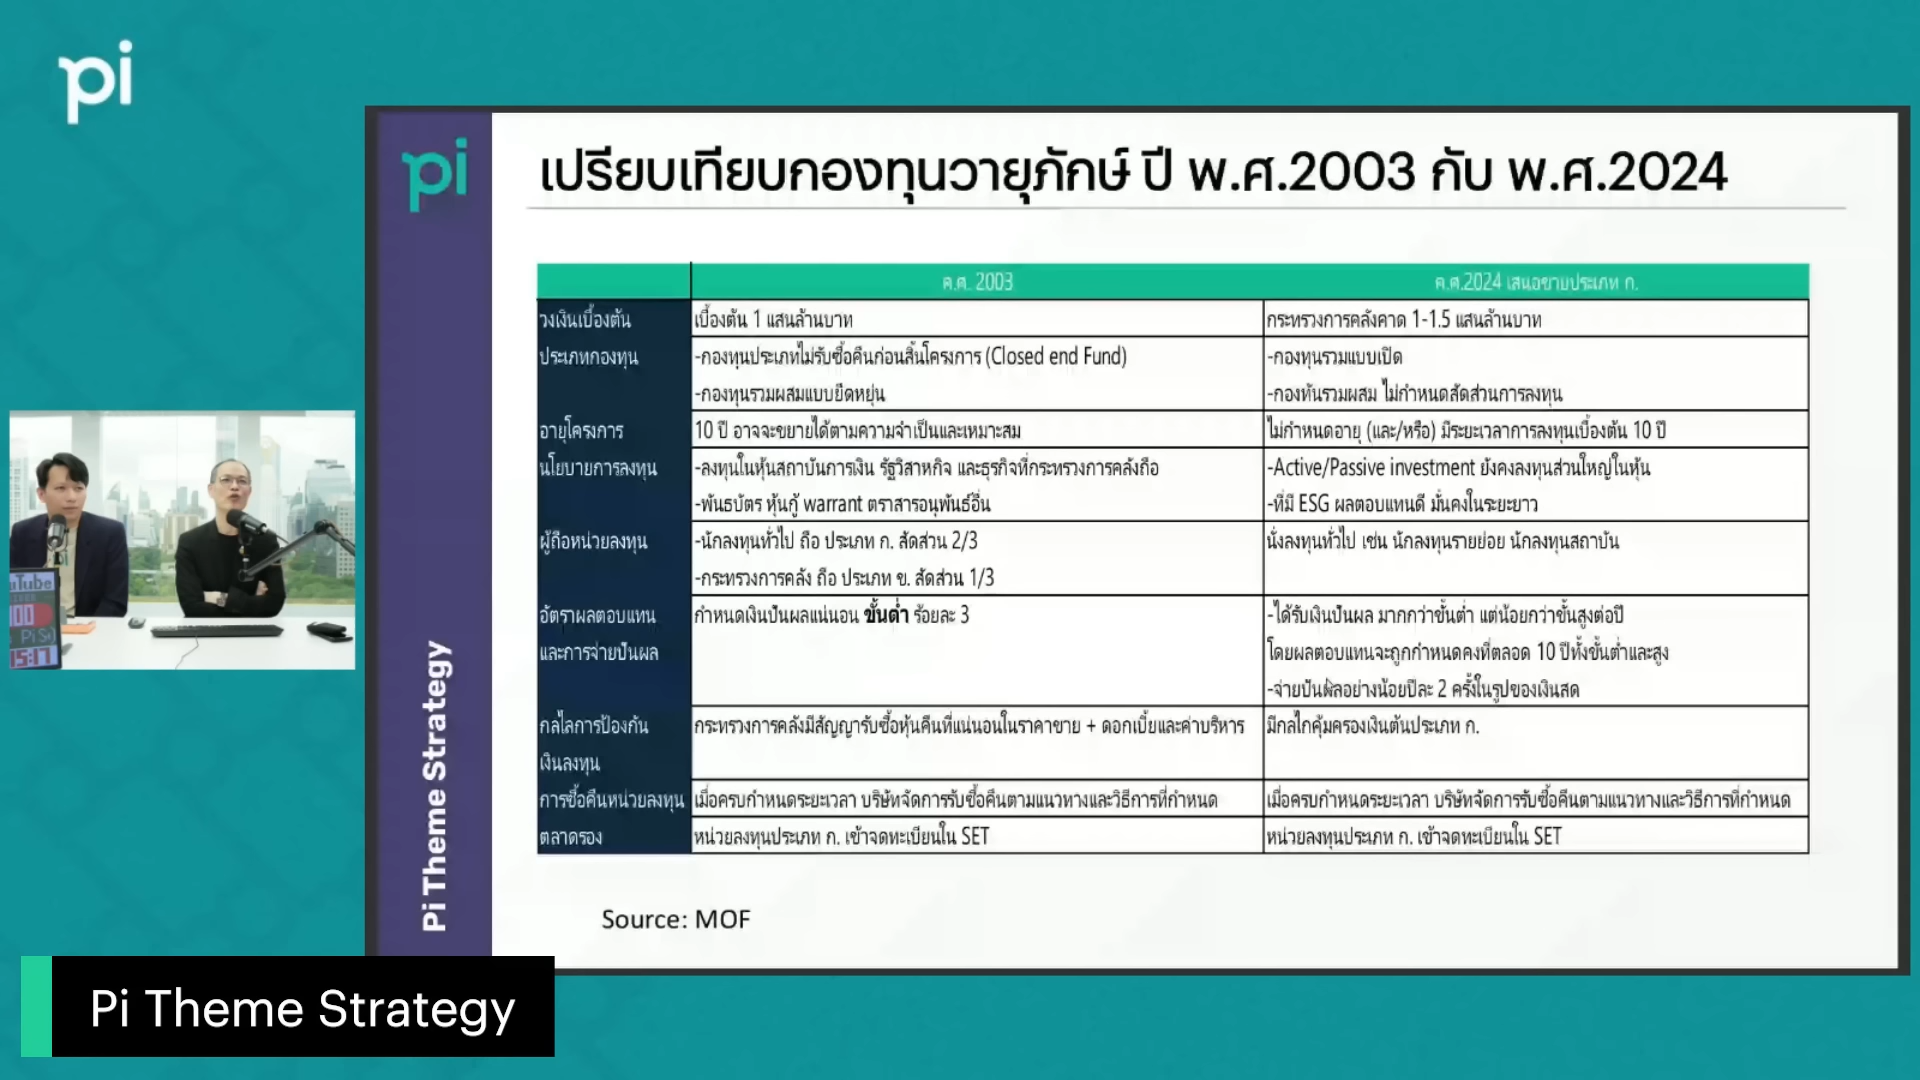 pi
pi
เปรียบเทียบกองทุนวายุภักษ์ ปี พ.ศ.2003 กับ พ.ศ.2024
ค.ศ. 2003
ค.ศ.2024 เสนอขายประเภท ก.
วงเงินเบื้องต้น
เบื้องต้น 1 แสนล้านบาท
กระทรวงการคลังคาด 1-1.5 แสนล้านบาท
ประเภทกองทุน
-กองทุนประเภทไม่รับซื้อคืนก่อนสิ้นโครงการ (Closed end Fund)
-กองทุนรวมผสมแบบยืดหยุ่น
-กองทุนรวมแบบเปิด
-กองทันรวมผสม ไม่กำหนดสัดส่วนการลงทุน
อายุโครงการ
10 ปี อาจจะขยายได้ตามความจำเป็นและเหมาะสม
ไม่กำหนดอายุ (และ/หรือ) มีระยะเวลาการลงทุนเบื้องต้น 10 ปี
นโยบายการลงทุน
-ลงทุนในหุ้นสถาบันการเงิน รัฐวิสาหกิจ และธุรกิจที่กระทรวงการคลังถือ
-พันธบัตร หุ้นกู้ warrant ตราสารอนุพันธ์อื่น
-Active/Passive investment ยังคงลงทุนส่วนใหญ่ในหุ้น
-ที่มี ESG ผลตอบแทนดี มั่นคงในระยะยาว
ผู้ถือหน่วยลงทุน
-นักลงทุนทั่วไป ถือ ประเภท ก. สัดส่วน 2/3
-กระทรวงการคลัง ถือ ประเภท ข. สัดส่วน 1/3
นั่งลงทุนทั่วไป เช่น นักลงทุนรายย่อย นักลงทุนสถาบัน
อัตราผลตอบแทน
และการจ่ายปันผล
กำหนดเงินปันผลแน่นอน ขั้นต่ำ ร้อยละ 3
-ได้รับเงินปันผล มากกว่าขั้นต่ำ แต่น้อยกว่าขั้นสูงต่อปี
โดยผลตอบแทนจะถูกกำหนดคงที่ตลอด 10 ปีทั้งขั้นต่ำและสูง
-จ่ายปันผลอย่างน้อยปีละ 2 ครั้งในรูปของเงินสด
กลไลการป้องกัน
เงินลงทุน
กระทรวงการคลังมีสัญญารับซื้อหุ้นคืนที่แน่นอนในราคาขาย + ดอกเบี้ยและค่าบริหาร
มีกลไกคุ้มครองเงินต้นประเภท ก.
การซื้อคืนหน่วยลงทุน
เมื่อครบกำหนดระยะเวลา บริษัทจัดการรับซื้อคืนตามแนวทางและวิธีการที่กำหนด
เมื่อครบกำหนดระยะเวลา บริษัทจัดการรับซื้อคืนตามแนวทางและวิธีการที่กำหนด
ตลาดรอง
หน่วยลงทุนประเภท ก. เข้าจดทะเบียนใน SET
หน่วยลงทุนประเภท ก. เข้าจดทะเบียนใน SET
Source: MOF
Pi Theme Strategy
Pi Theme Strategy
uTube
15:17